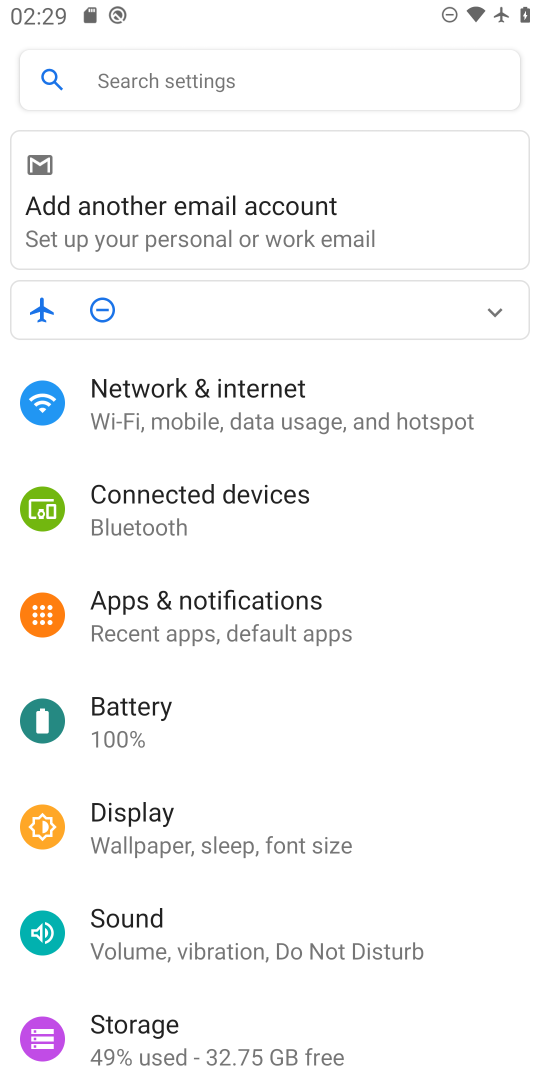 02:29
Search settings
Add another email account
Set up your personal or work email
Network & internet
Wi-Fi, mobile, data usage, and hotspot
Connected devices
Bluetooth
Apps & notifications
Recent apps, default apps
Battery
100%
Display
Wallpaper, sleep, font size
Sound
Volume, vibration, Do Not Disturb
Storage
49% used - 32.75 GB free